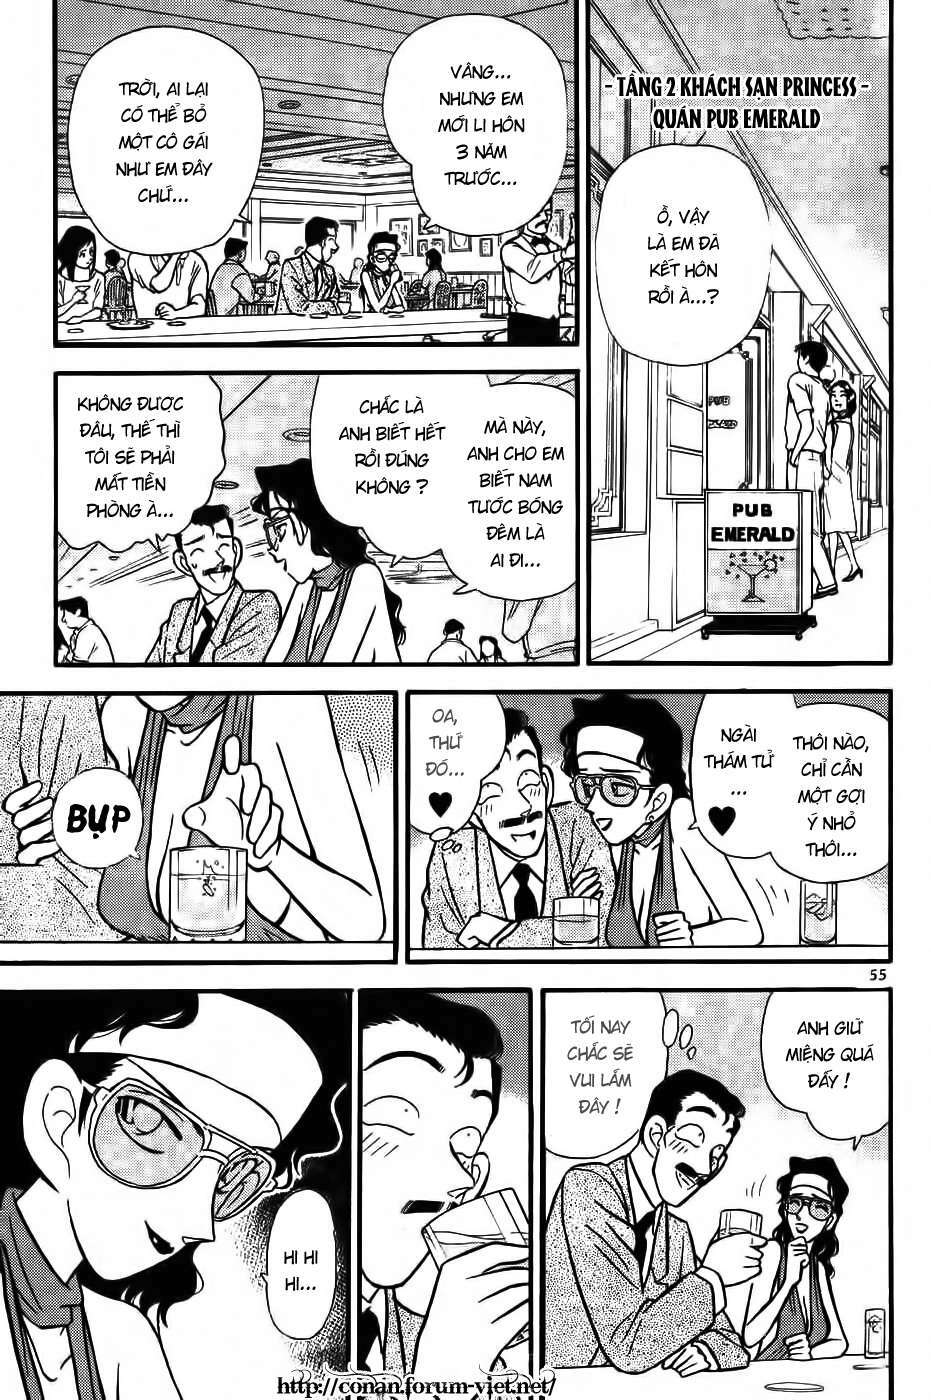 - TẦNG 2 KHÁCH SẠN PRINCESS -
QUÁN PUB EMERALD
Ồ, VẬY
LÀ EM ĐÃ
KẾT HÔN
RỒI À...?
PUB
EMERALD
VÂNG...
NHƯNG EM
MỚI LI HÔN
3 NĂM
TRƯỚC...
TRỜI, AI LẠI
CÓ THỂ BỎ
MỘT CÔ GÁI
NHƯ EM ĐÂY
CHỨ...
MÀ NÀY,
ANH CHO EM
BIẾT NAM
TƯỚC BÓNG
ĐÊM LÀ
AI ĐI...
CHẮC LÀ
ANH BIẾT HẾT
RỒI ĐÚNG
KHÔNG ?
KHÔNG ĐƯỢC
ĐÂU, THẾ THÌ
TÔI SẼ PHẢI
MẤT TIỀN
PHÒNG À...
THÔI NÀO,
CHỈ CẦN
MỘT GỢI
Ý NHỎ
THÔI...
NGÀI
THÁM TỬ
...
♥
OA,
THỨ
ĐÓ...
♥
BỤP
55
ANH GIỮ
MIỆNG QUÁ
ĐẤY !
TỐI NAY
CHẮC SẼ
VUI LẮM
ĐÂY !
HI HI
HI...
http://conan.forum-viet.net/